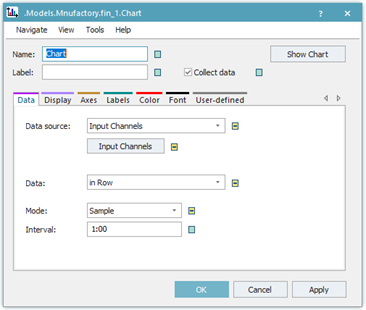 .Models.Mnufactory.fin_1.Chart ? ×
Navigate View Tools Help
Name: Chart Show Chart
Label: Collect data
Data Display Axes Labels Color Font User-defined
Data source: Input Channels
Input Channels
Data: in Row
Mode: Sample
Interval: 1:00
OK Cancel Apply